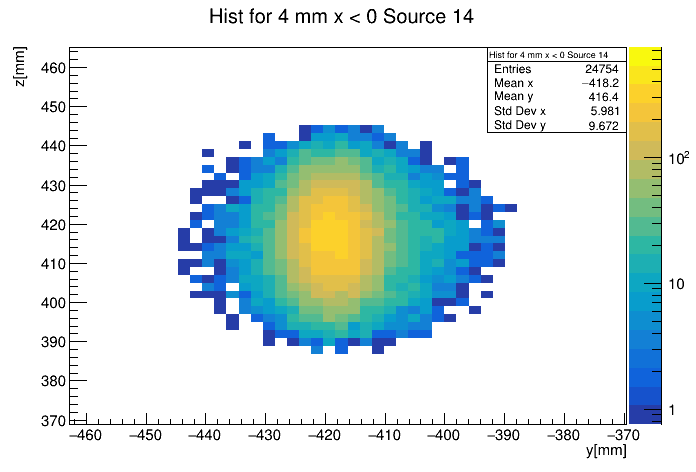 Hist for 4 mm x < 0 Source 14
z[mm]
Hist for 4 mm x < 0 Source 14
Entries 24754
Mean x −418.2
Mean y 416.4
Std Dev x 5.981
Std Dev y 9.672
460
450
440
430
420
410
400
390
380
370
10²
10
1
−460 −450 −440 −430 −420 −410 −400 −390 −380 −370
y[mm]